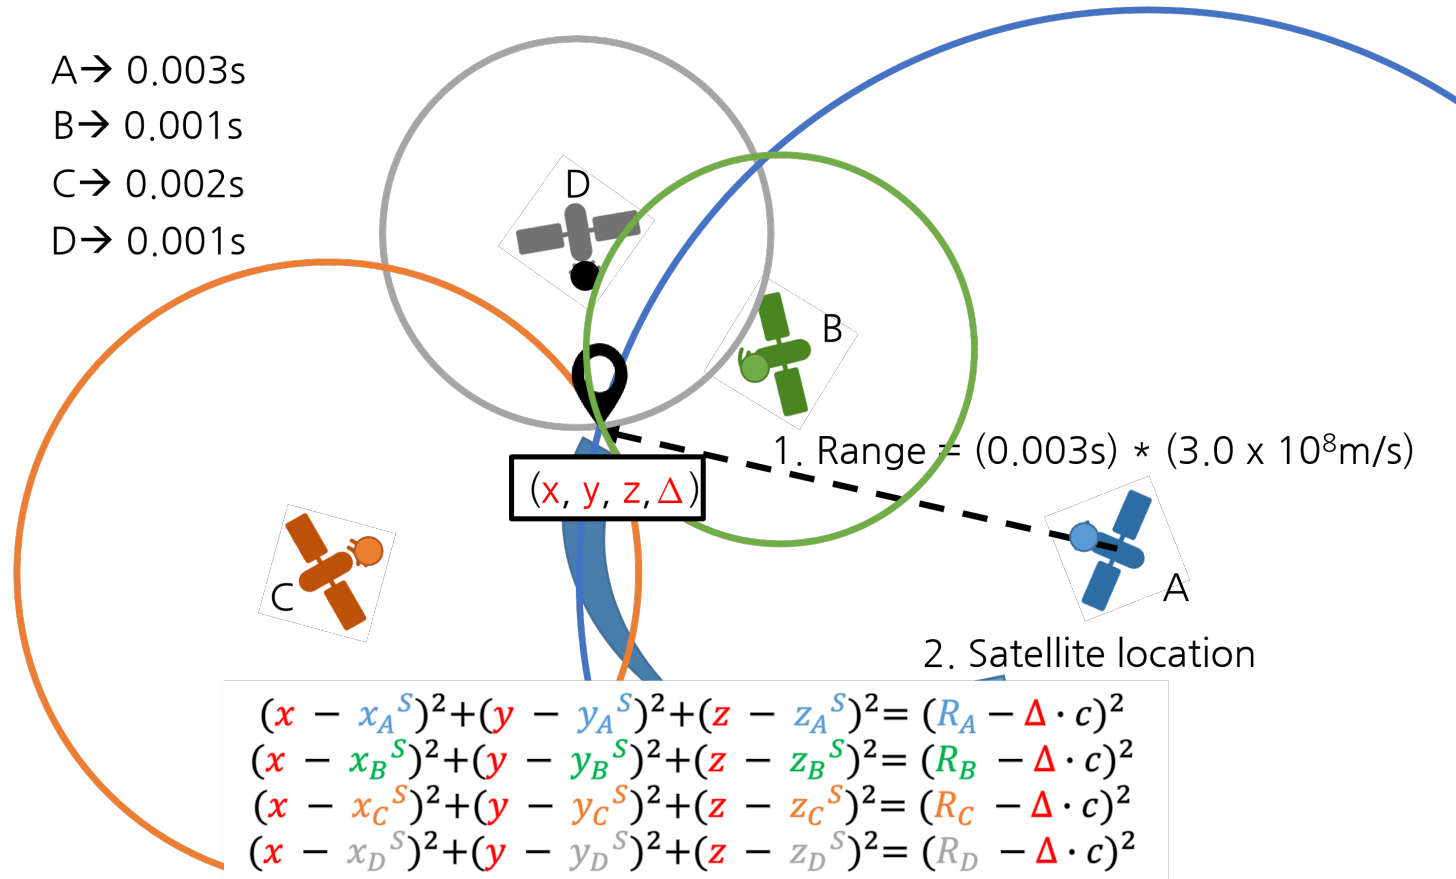 A→ 0.003s
B→ 0.001s
C→ 0.002s
D→ 0.001s
D
B
1. Range = (0.003s) * (3.0 x 10⁸m/s)
(x, y, z, Δ)
C
A
2. Satellite location
(x − x_A^S)²+(y − y_A^S)²+(z − z_A^S)²= (R_A − Δ · c)²
(x − x_B^S)²+(y − y_B^S)²+(z − z_B^S)²= (R_B − Δ · c)²
(x − x_C^S)²+(y − y_C^S)²+(z − z_C^S)²= (R_C − Δ · c)²
(x − x_D^S)²+(y − y_D^S)²+(z − z_D^S)²= (R_D − Δ · c)²